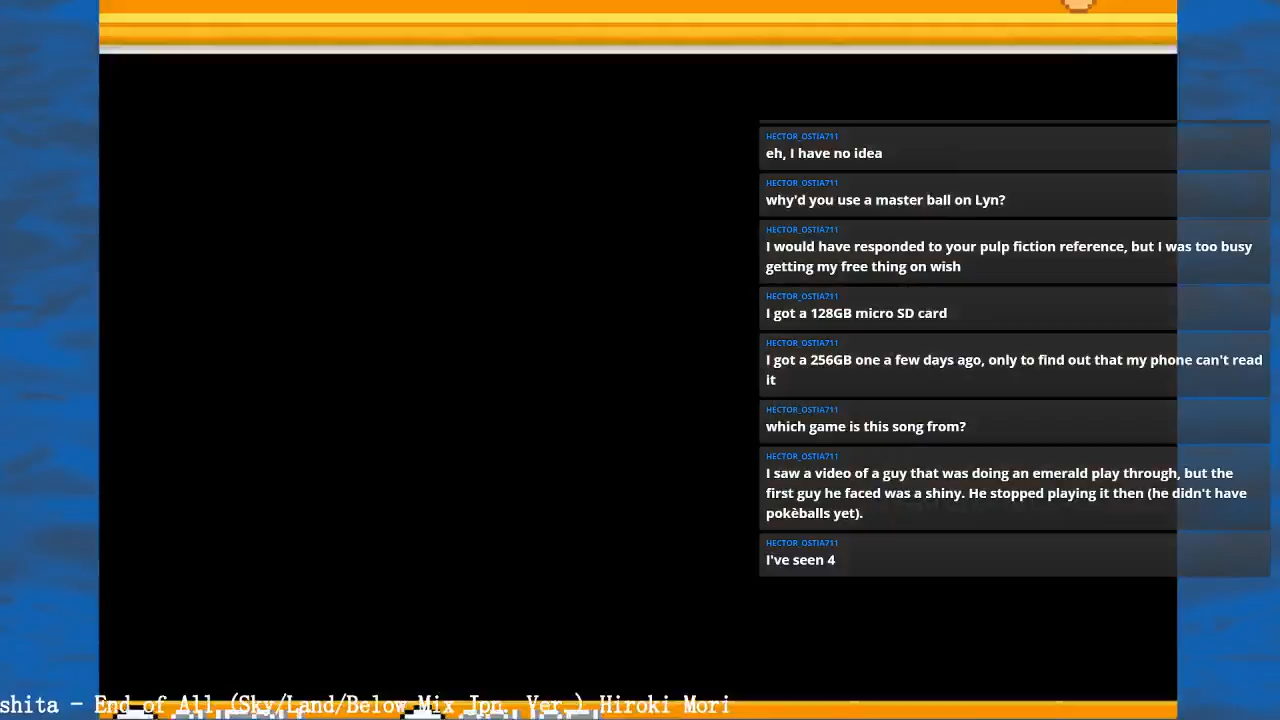 HECTOR_OSTIA711
eh, I have no idea
HECTOR_OSTIA711
why'd you use a master ball on Lyn?
HECTOR_OSTIA711
I would have responded to your pulp fiction reference, but I was too busy
getting my free thing on wish
HECTOR_OSTIA711
I got a 128GB micro SD card
HECTOR_OSTIA711
I got a 256GB one a few days ago, only to find out that my phone can't read
it
HECTOR_OSTIA711
which game is this song from?
HECTOR_OSTIA711
I saw a video of a guy that was doing an emerald play through, but the
first guy he faced was a shiny. He stopped playing it then (he didn't have
pokèballs yet).
HECTOR_OSTIA711
I've seen 4
shita - End of All (Sky/Land/Below Mix Jpn. Ver.) Hiroki Mori